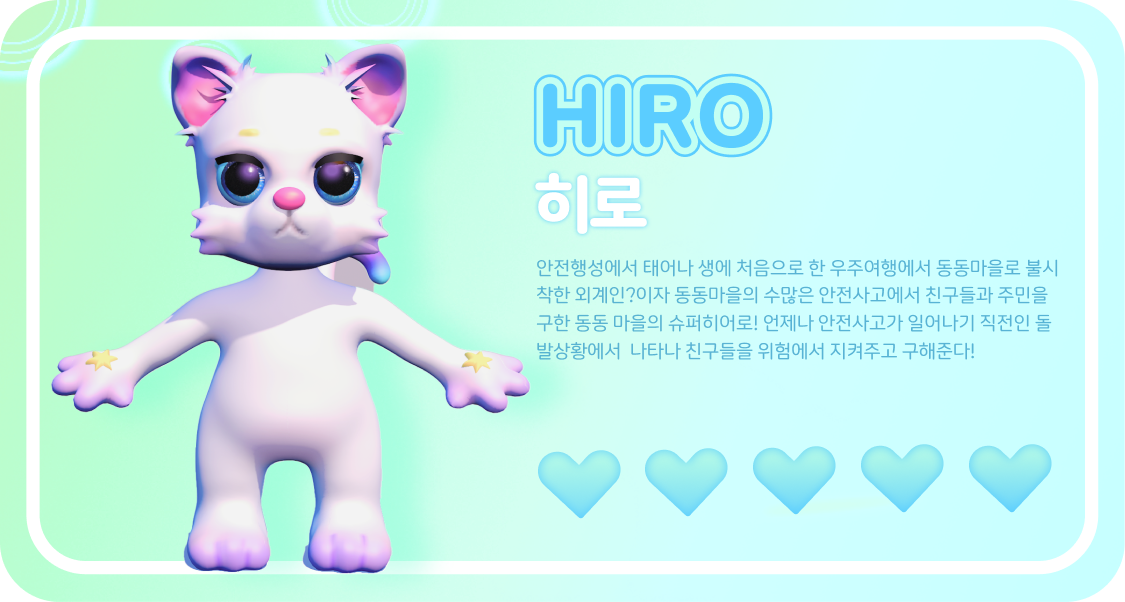 HIRO
히로
안전행성에서 태어나 생에 처음으로 한 우주여행에서 동동마을로 불시
착한 외계인?이자 동동마을의 수많은 안전사고에서 친구들과 주민을
구한 동동 마을의 슈퍼히어로! 언제나 안전사고가 일어나기 직전인 돌
발상황에서 나타나 친구들을 위험에서 지켜주고 구해준다!